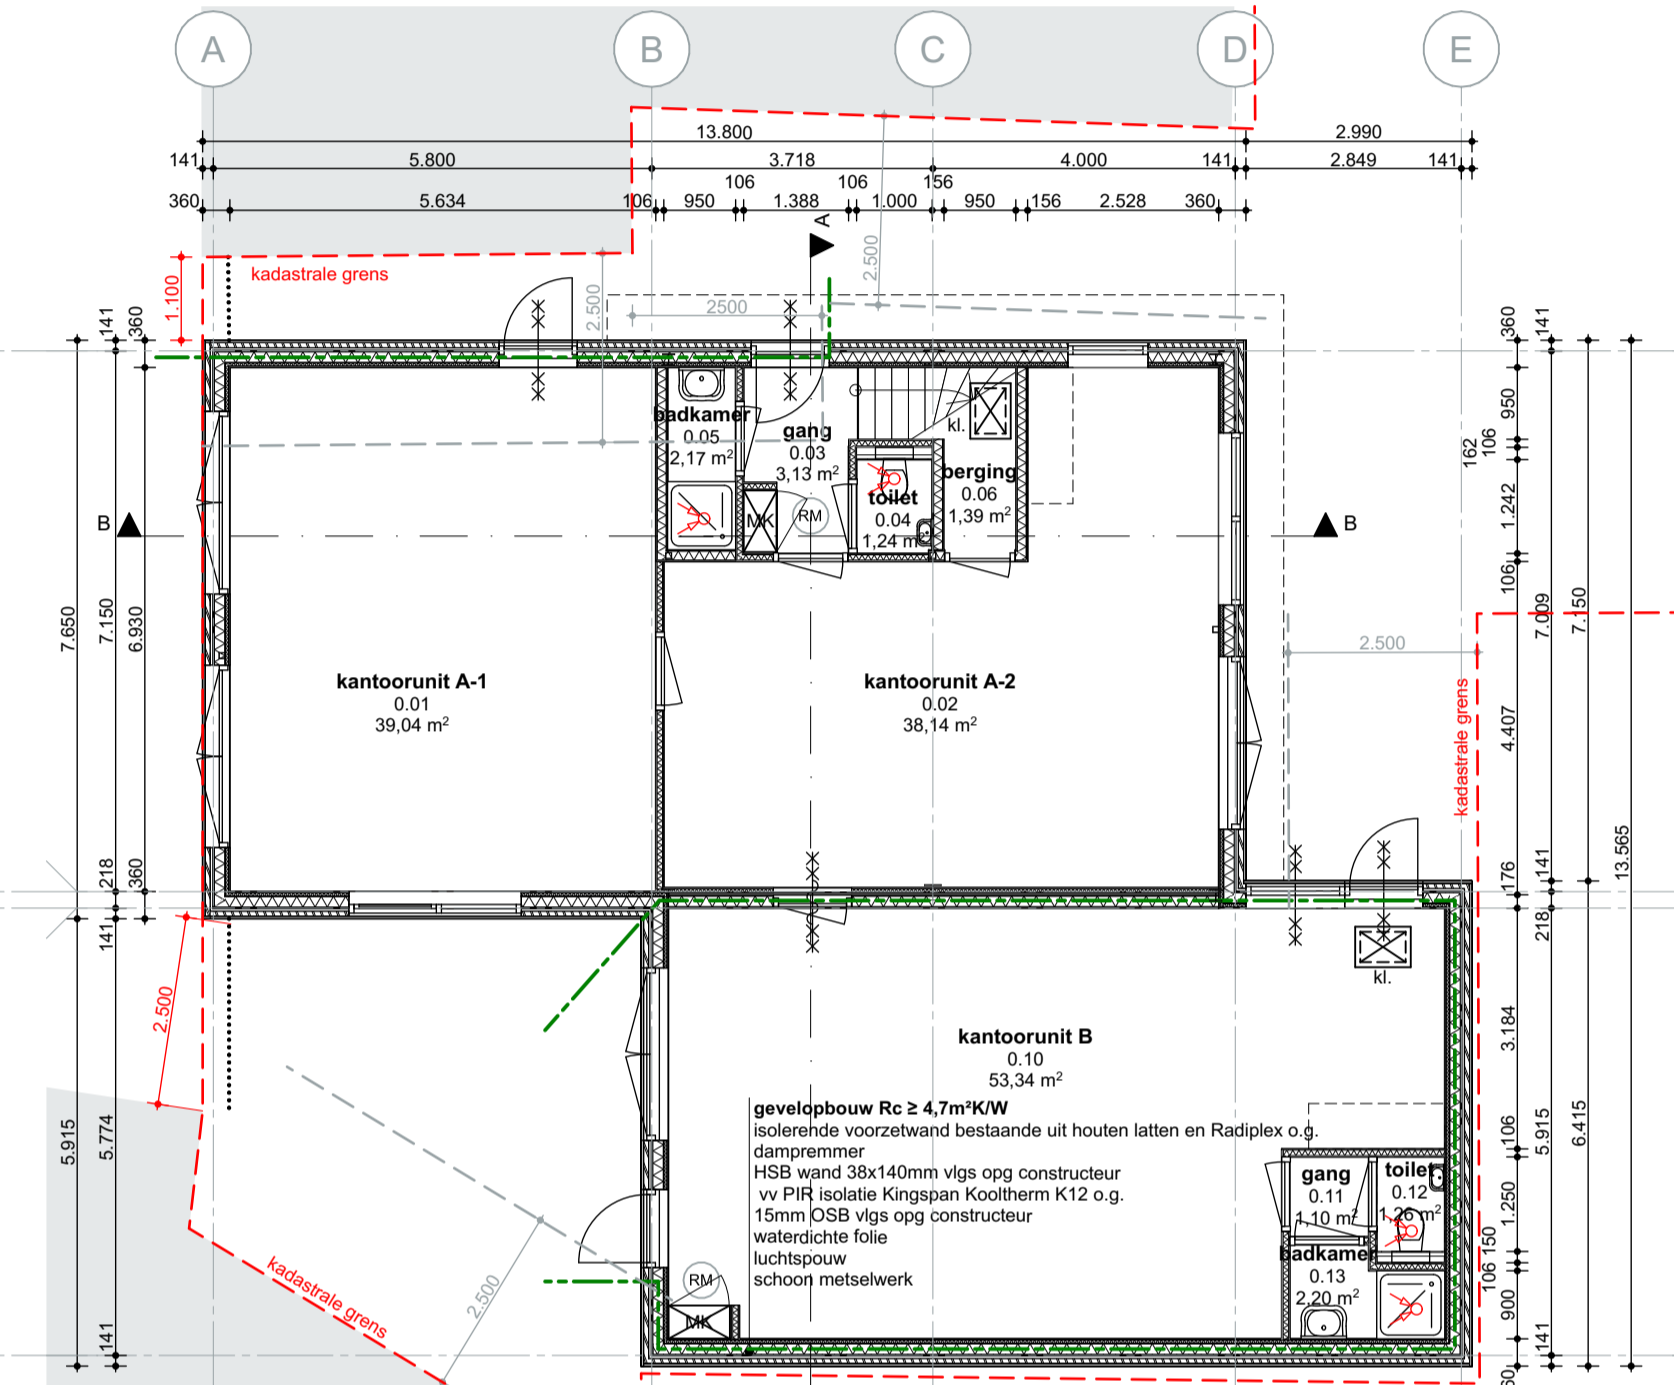 A B C D E
13.800 2.990
141 5.800 3.718 4.000 141 2.849 141
106 106 156
360 5.634 106 950 1.388 1.000 950 156 2.528 360
A
kadastrale grens
1.100
2.500
2.500
2500
141 360
360 141
badkamer
0.05
2,17 m²
gang
0.03
3,13 m²
kl.
berging
0.06
1,39 m²
toilet
0.04
1,24 m²
MK
RM
B
B
950
162 106
1.242
106
7.650 7.150 6.930
7.009 7.150
2.500
kantoorunit A-1
0.01
39,04 m²
kantoorunit A-2
0.02
38,14 m²
kadastrale grens
4.407
13.565
218 360
176 141
141
218
2.500
kl.
kantoorunit B
0.10
53,34 m²
3.184
gevelopbouw Rc ≥ 4,7m²K/W
isolerende voorzetwand bestaande uit houten latten en Radiplex o.g.
dampremmer
HSB wand 38x140mm vlgs opg constructeur
vv PIR isolatie Kingspan Kooltherm K12 o.g.
15mm OSB vlgs opg constructeur
waterdichte folie
luchtspouw
schoon metselwerk
5.915 5.774
106 5.915 6.415
gang
0.11
1,10 m²
toilet
0.12
1,26 m²
1.250
badkamer
0.13
2,20 m²
106 150
900
RM
MK
kadastrale grens
2.500
141
141